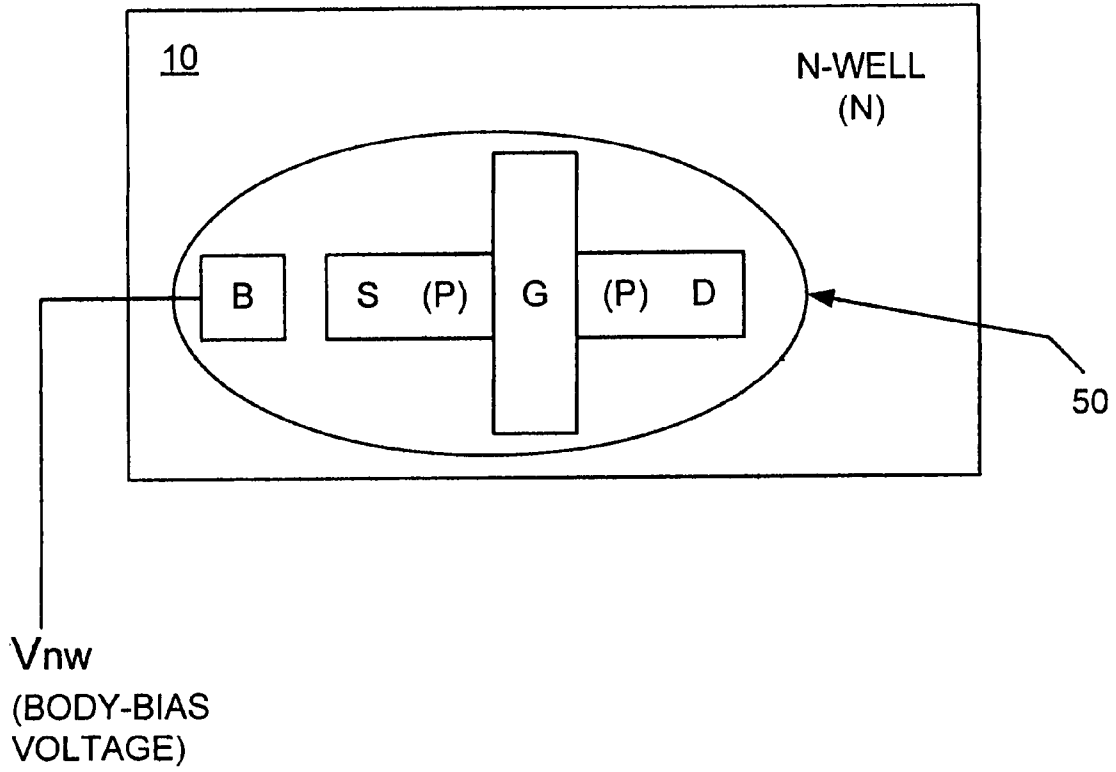 10
N-WELL
(N)
B S (P) G (P) D
50
Vnw
(BODY-BIAS
VOLTAGE)